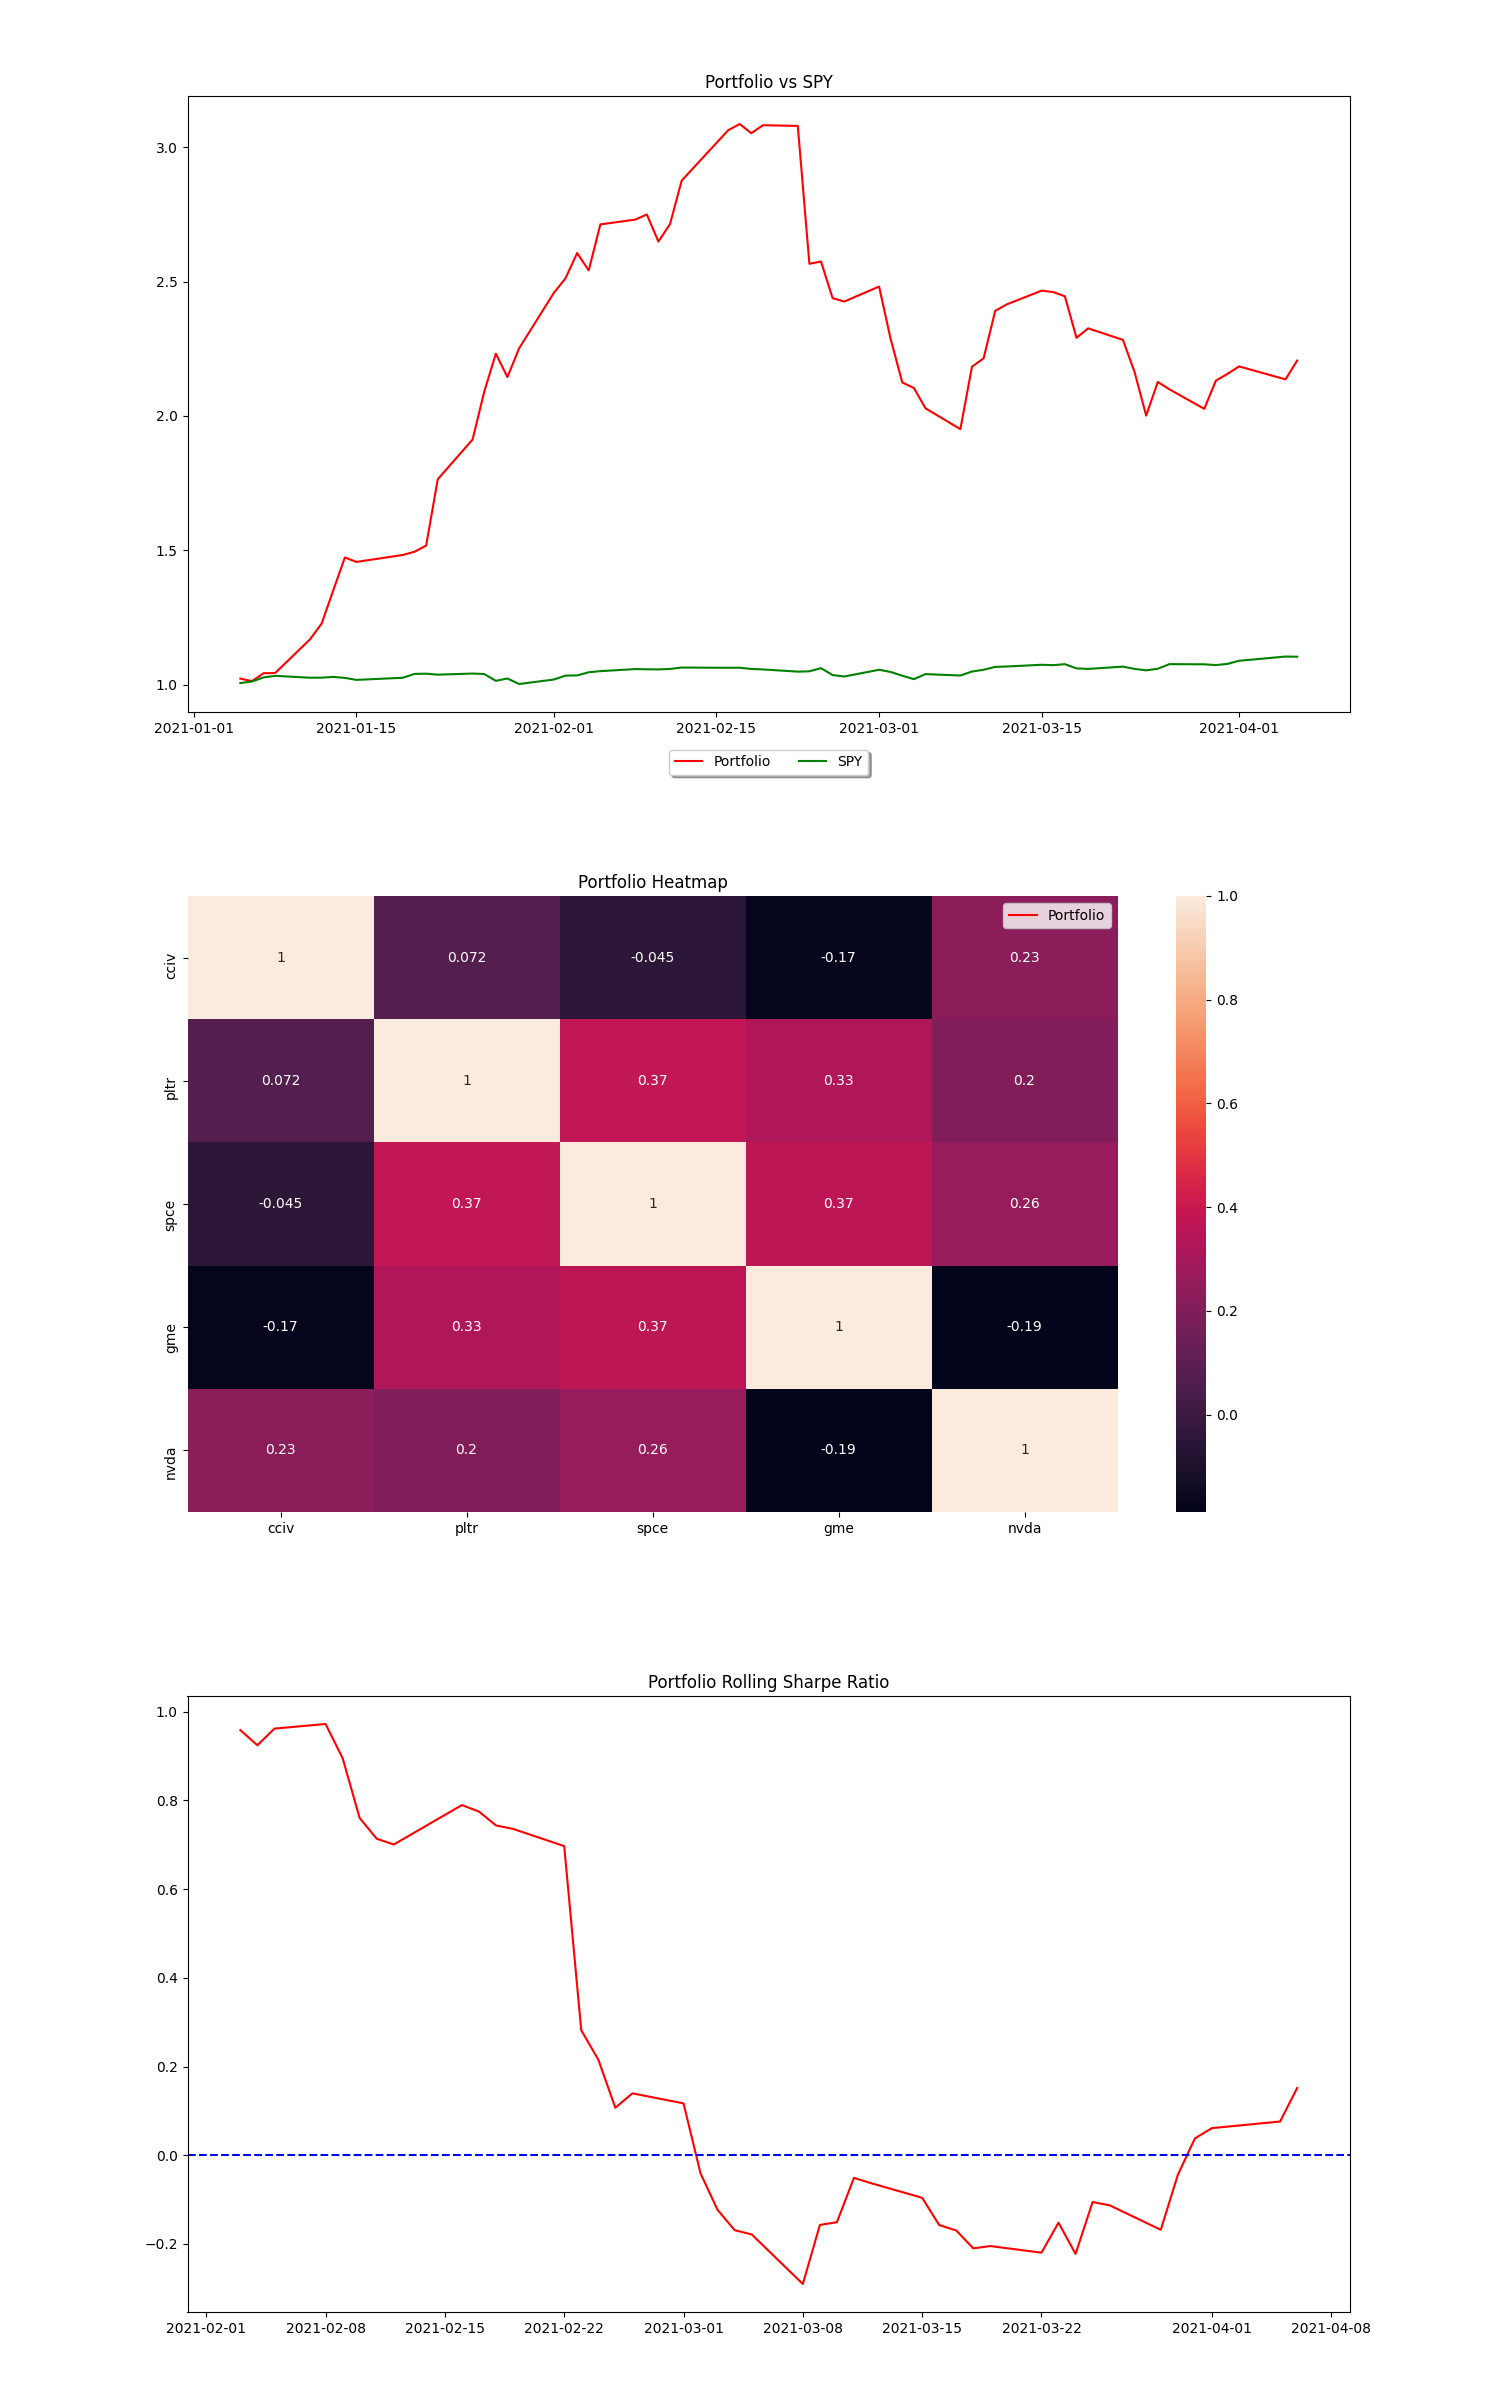 Portfolio vs SPY
3.0
2.5
2.0
1.5
1.0
2021-01-01 2021-01-15 2021-02-01 2021-02-15 2021-03-01 2021-03-15 2021-04-01
Portfolio SPY
Portfolio Heatmap
Portfolio
cciv 1 0.072 -0.045 -0.17 0.23
pltr 0.072 1 0.37 0.33 0.2
spce -0.045 0.37 1 0.37 0.26
gme -0.17 0.33 0.37 1 -0.19
nvda 0.23 0.2 0.26 -0.19 1
cciv pltr spce gme nvda
1.0
0.8
0.6
0.4
0.2
0.0
Portfolio Rolling Sharpe Ratio
1.0
0.8
0.6
0.4
0.2
0.0
−0.2
2021-02-01 2021-02-08 2021-02-15 2021-02-22 2021-03-01 2021-03-08 2021-03-15 2021-03-22 2021-04-01 2021-04-08